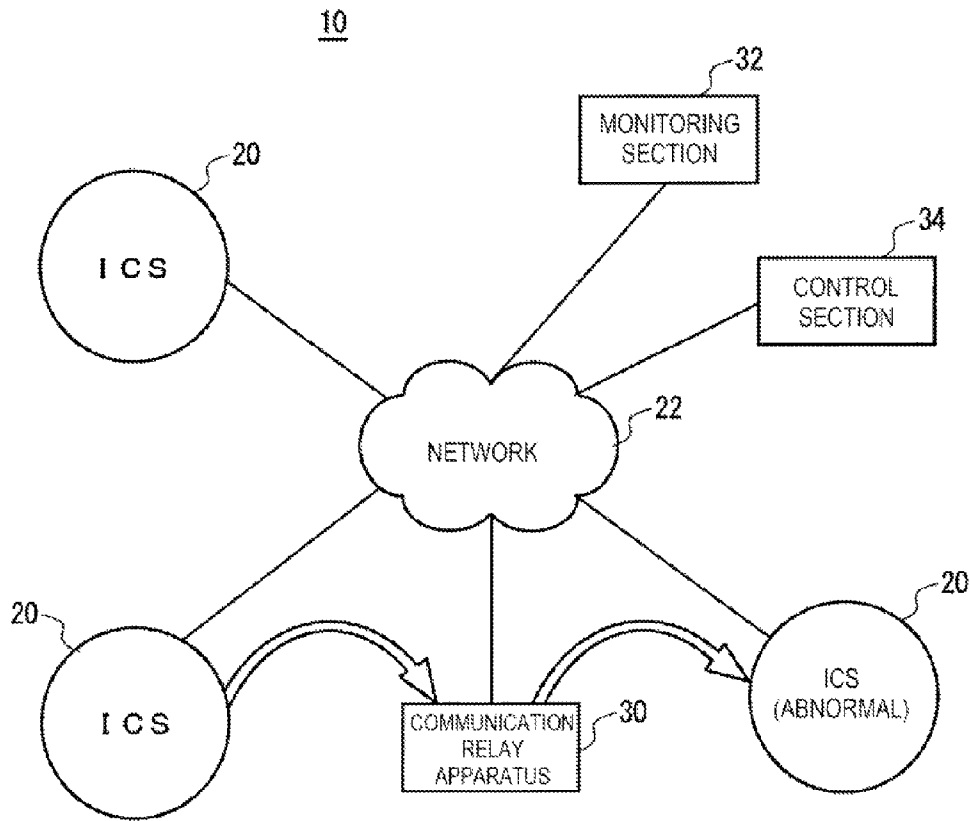 10
32
MONITORING
SECTION
20
I C S
34
CONTROL
SECTION
22
NETWORK
20
I C S
COMMUNICATION
RELAY
APPARATUS
30
20
ICS
(ABNORMAL)